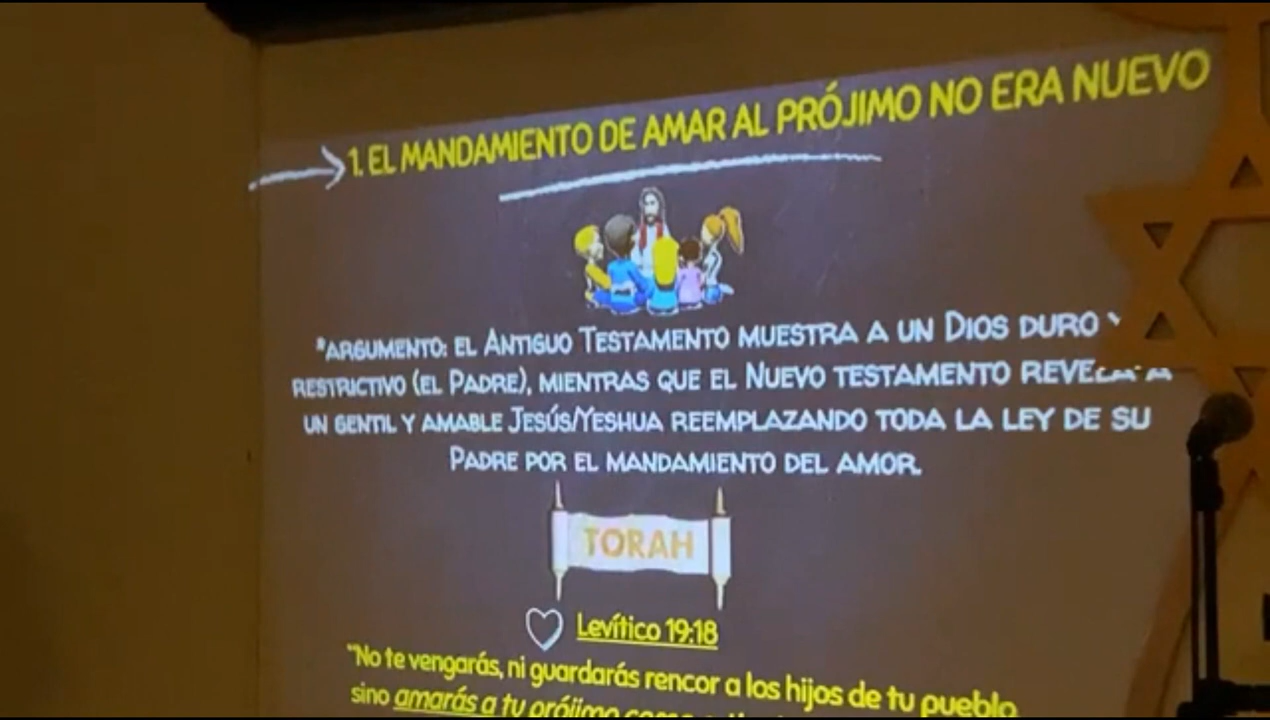 1. EL MANDAMIENTO DE AMAR AL PRÓJIMO NO ERA NUEVO
*ARGUMENTO: EL ANTIGUO TESTAMENTO MUESTRA A UN DIOS DURO Y
RESTRICTIVO (EL PADRE), MIENTRAS QUE EL NUEVO TESTAMENTO REVELA A
UN GENTIL Y AMABLE JESÚS/YESHUA REEMPLAZANDO TODA LA LEY DE SU
PADRE POR EL MANDAMIENTO DEL AMOR.
TORAH
Levítico 19:18
"No te vengarás, ni guardarás rencor a los hijos de tu pueblo,
sino amarás a tu prójimo como